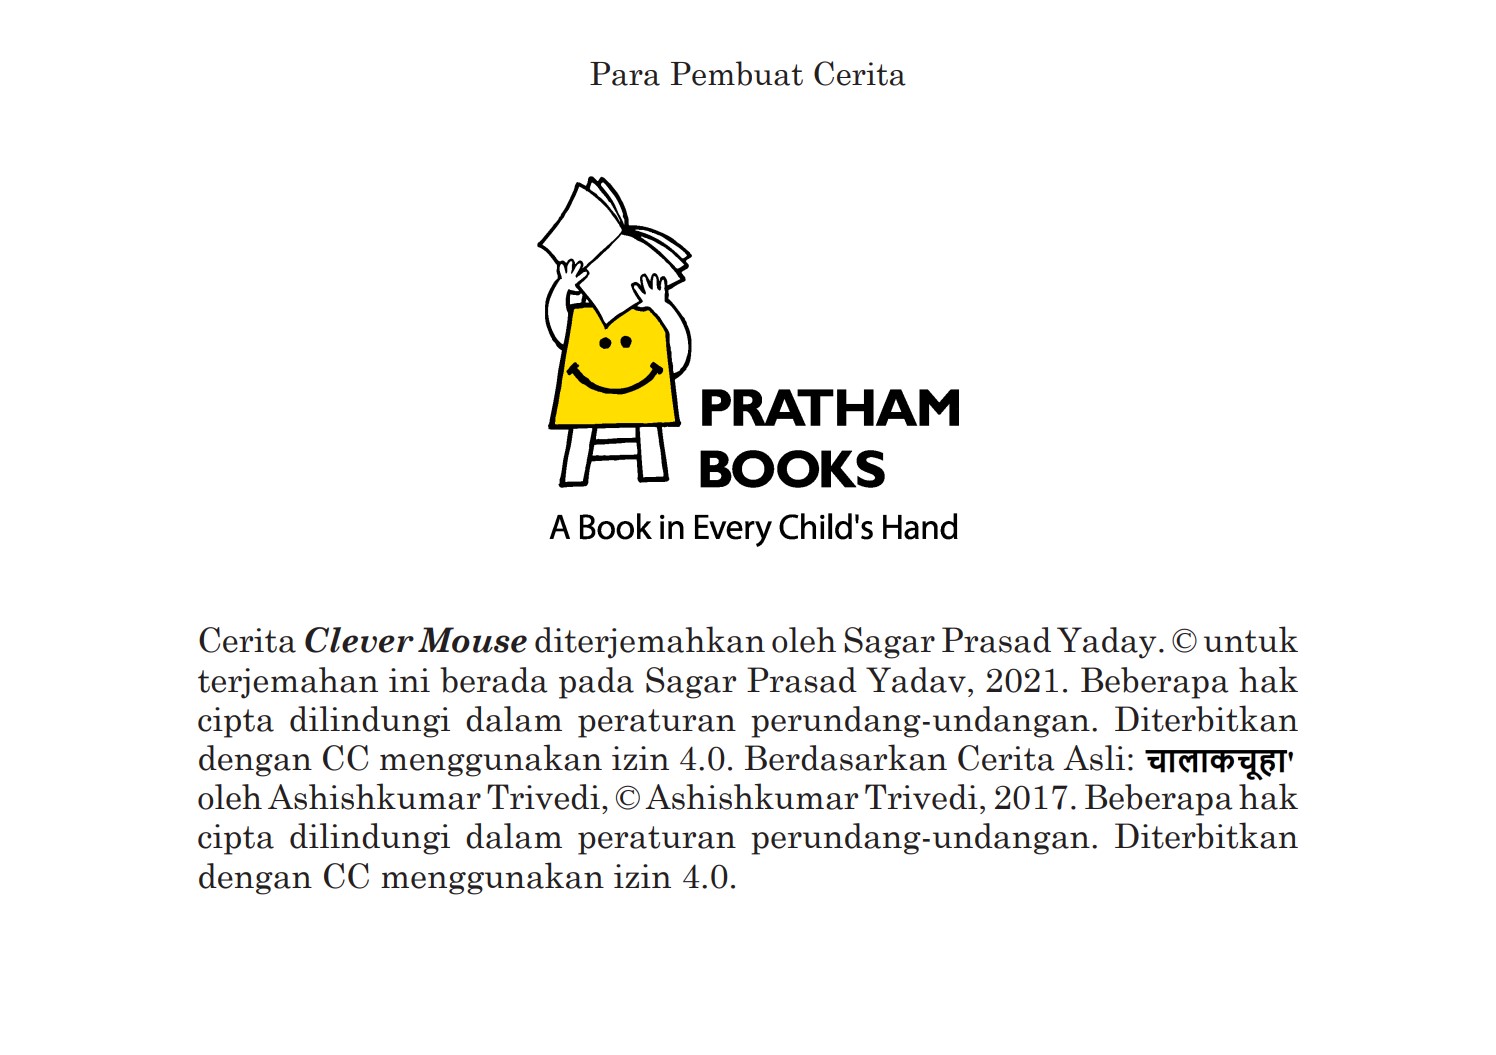 Para Pembuat Cerita
PRATHAM
BOOKS
A Book in Every Child's Hand
Cerita Clever Mouse diterjemahkan oleh Sagar Prasad Yaday. © untuk
terjemahan ini berada pada Sagar Prasad Yadav, 2021. Beberapa hak
cipta dilindungi dalam peraturan perundang-undangan. Diterbitkan
dengan CC menggunakan izin 4.0. Berdasarkan Cerita Asli: चालाकचूहा'
oleh Ashishkumar Trivedi, © Ashishkumar Trivedi, 2017. Beberapa hak
cipta dilindungi dalam peraturan perundang-undangan. Diterbitkan
dengan CC menggunakan izin 4.0.